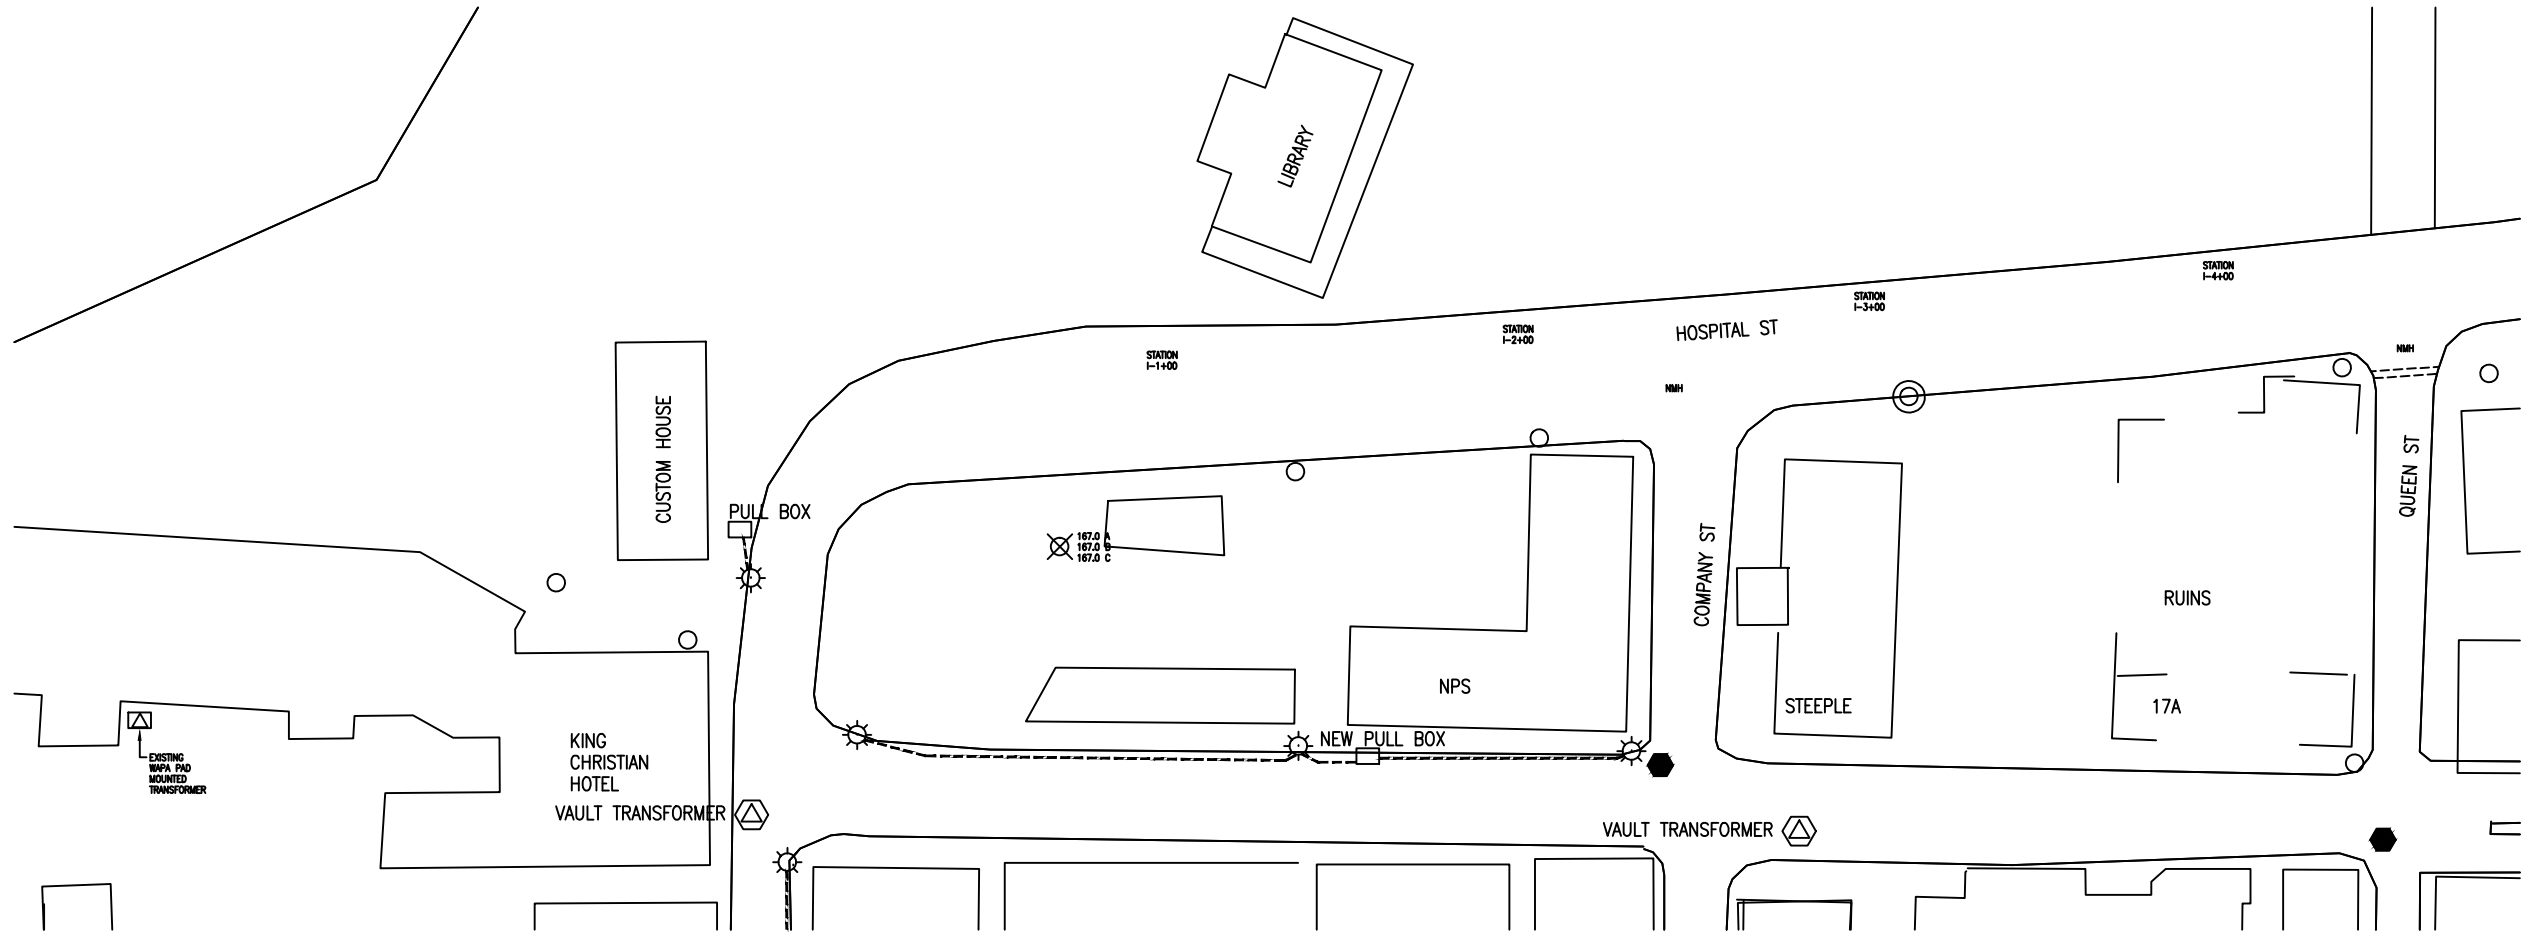 LIBRARY
STATION
I-4+00
STATION
I-3+00
HOSPITAL ST
STATION
I-2+00
STATION
I-1+00
NMH
NMH
CUSTOM HOUSE
QUEEN ST
PULL BOX
167.0 A
167.0 B
167.0 C
COMPANY ST
RUINS
NPS
STEEPLE
17A
NEW PULL BOX
KING
CHRISTIAN
HOTEL
EXISTING
WAPA PAD
MOUNTED
TRANSFORMER
VAULT TRANSFORMER
VAULT TRANSFORMER